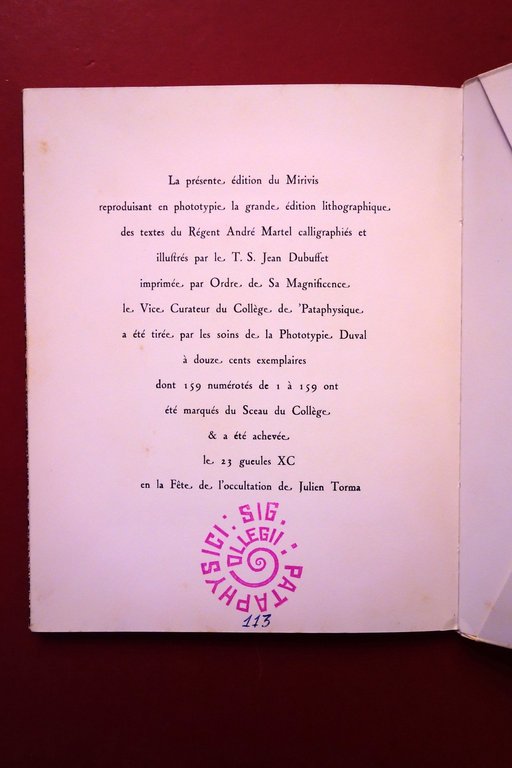 La présente édition du Mirivis
reproduisant en phototypie la grande édition lithographique
des textes du Régent André Martel calligraphiés et
illustrés par le T. S. Jean Dubuffet
imprimée par Ordre de Sa Magnificence
le Vice Curateur du Collège de 'Pataphysique
a été tirée par les soins de la Phototypie Duval
à douze cents exemplaires
dont 159 numérotés de 1 à 159 ont
été marqués du Sceau du Collège
& a été achevée
le 23 gueules XC
en la Fête de l'occultation de Julien Torma
SIG. OLLEGII: PATAPHYSICI:
113